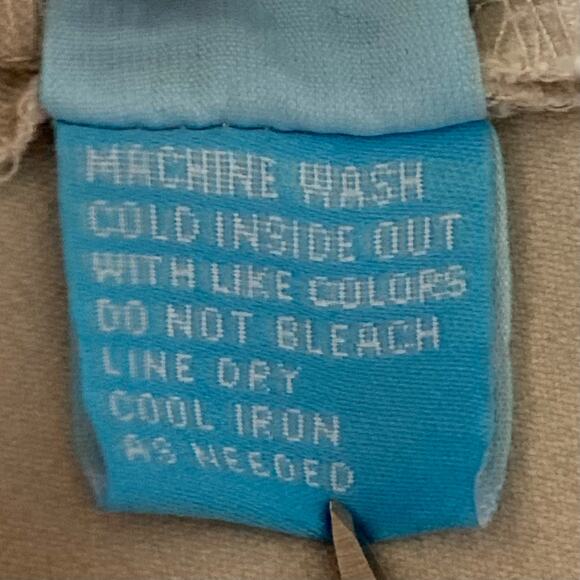 MACHINE WASH
COLD INSIDE OUT
WITH LIKE COLORS
DO NOT BLEACH
LINE DRY
COOL IRON
AS NEEDED